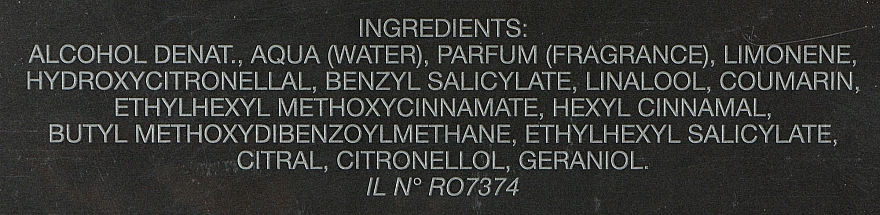 INGREDIENTS:
ALCOHOL DENAT., AQUA (WATER), PARFUM (FRAGRANCE), LIMONENE,
HYDROXYCITRONELLAL, BENZYL SALICYLATE, LINALOOL, COUMARIN,
ETHYLHEXYL METHOXYCINNAMATE, HEXYL CINNAMAL,
BUTYL METHOXYDIBENZOYLMETHANE, ETHYLHEXYL SALICYLATE,
CITRAL, CITRONELLOL, GERANIOL.
IL N° RO7374